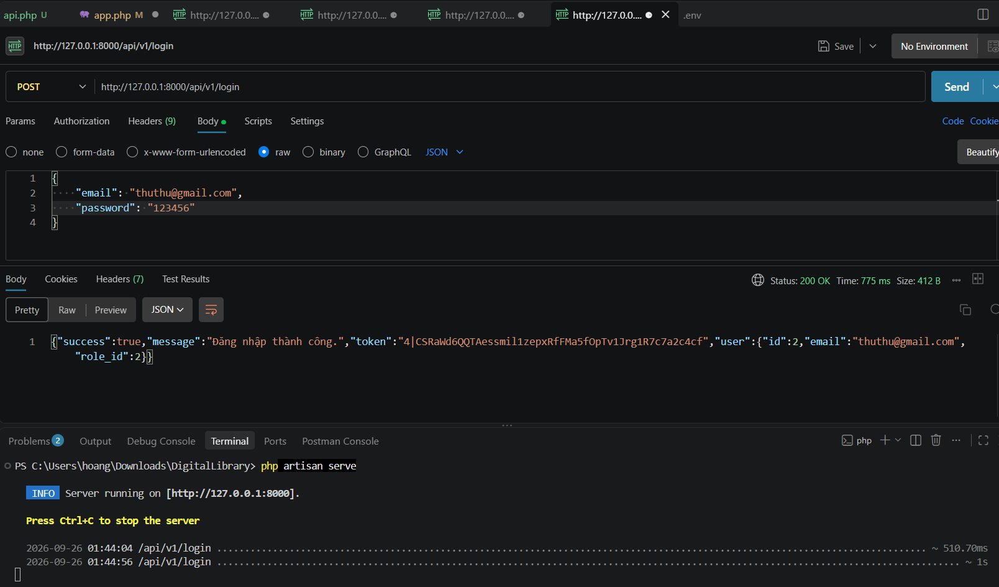 api.php U app.php M HTTP http://127.0.0.... HTTP http://127.0.0.... HTTP http://127.0.0.... HTTP http://127.0.0.... .env
HTTP http://127.0.0.1:8000/api/v1/login Save No Environment
POST http://127.0.0.1:8000/api/v1/login Send
Params Authorization Headers (9) Body Scripts Settings Code Cookie
none form-data x-www-form-urlencoded raw binary GraphQL JSON Beautify
1 {
2 "email": "thuthu@gmail.com",
3 "password": "123456"
4 }
Body Cookies Headers (7) Test Results Status: 200 OK Time: 775 ms Size: 412 B
Pretty Raw Preview JSON
1 {"success":true,"message":"Đăng nhập thành công.","token":"4|CSRaWd6QQTAessmil1zepxRfFMa5fOpTv1Jrg1R7c7a2c4cf","user":{"id":2,"email":"thuthu@gmail.com",
"role_id":2}}
Problems 2 Output Debug Console Terminal Ports Postman Console php
PS C:\Users\hoang\Downloads\DigitalLibrary> php artisan serve
INFO Server running on [http://127.0.0.1:8000].
Press Ctrl+C to stop the server
2026-09-26 01:44:04 /api/v1/login ........................................................................................................................................ ~ 510.70ms
2026-09-26 01:44:56 /api/v1/login .............................................................................................................................................. ~ 1s